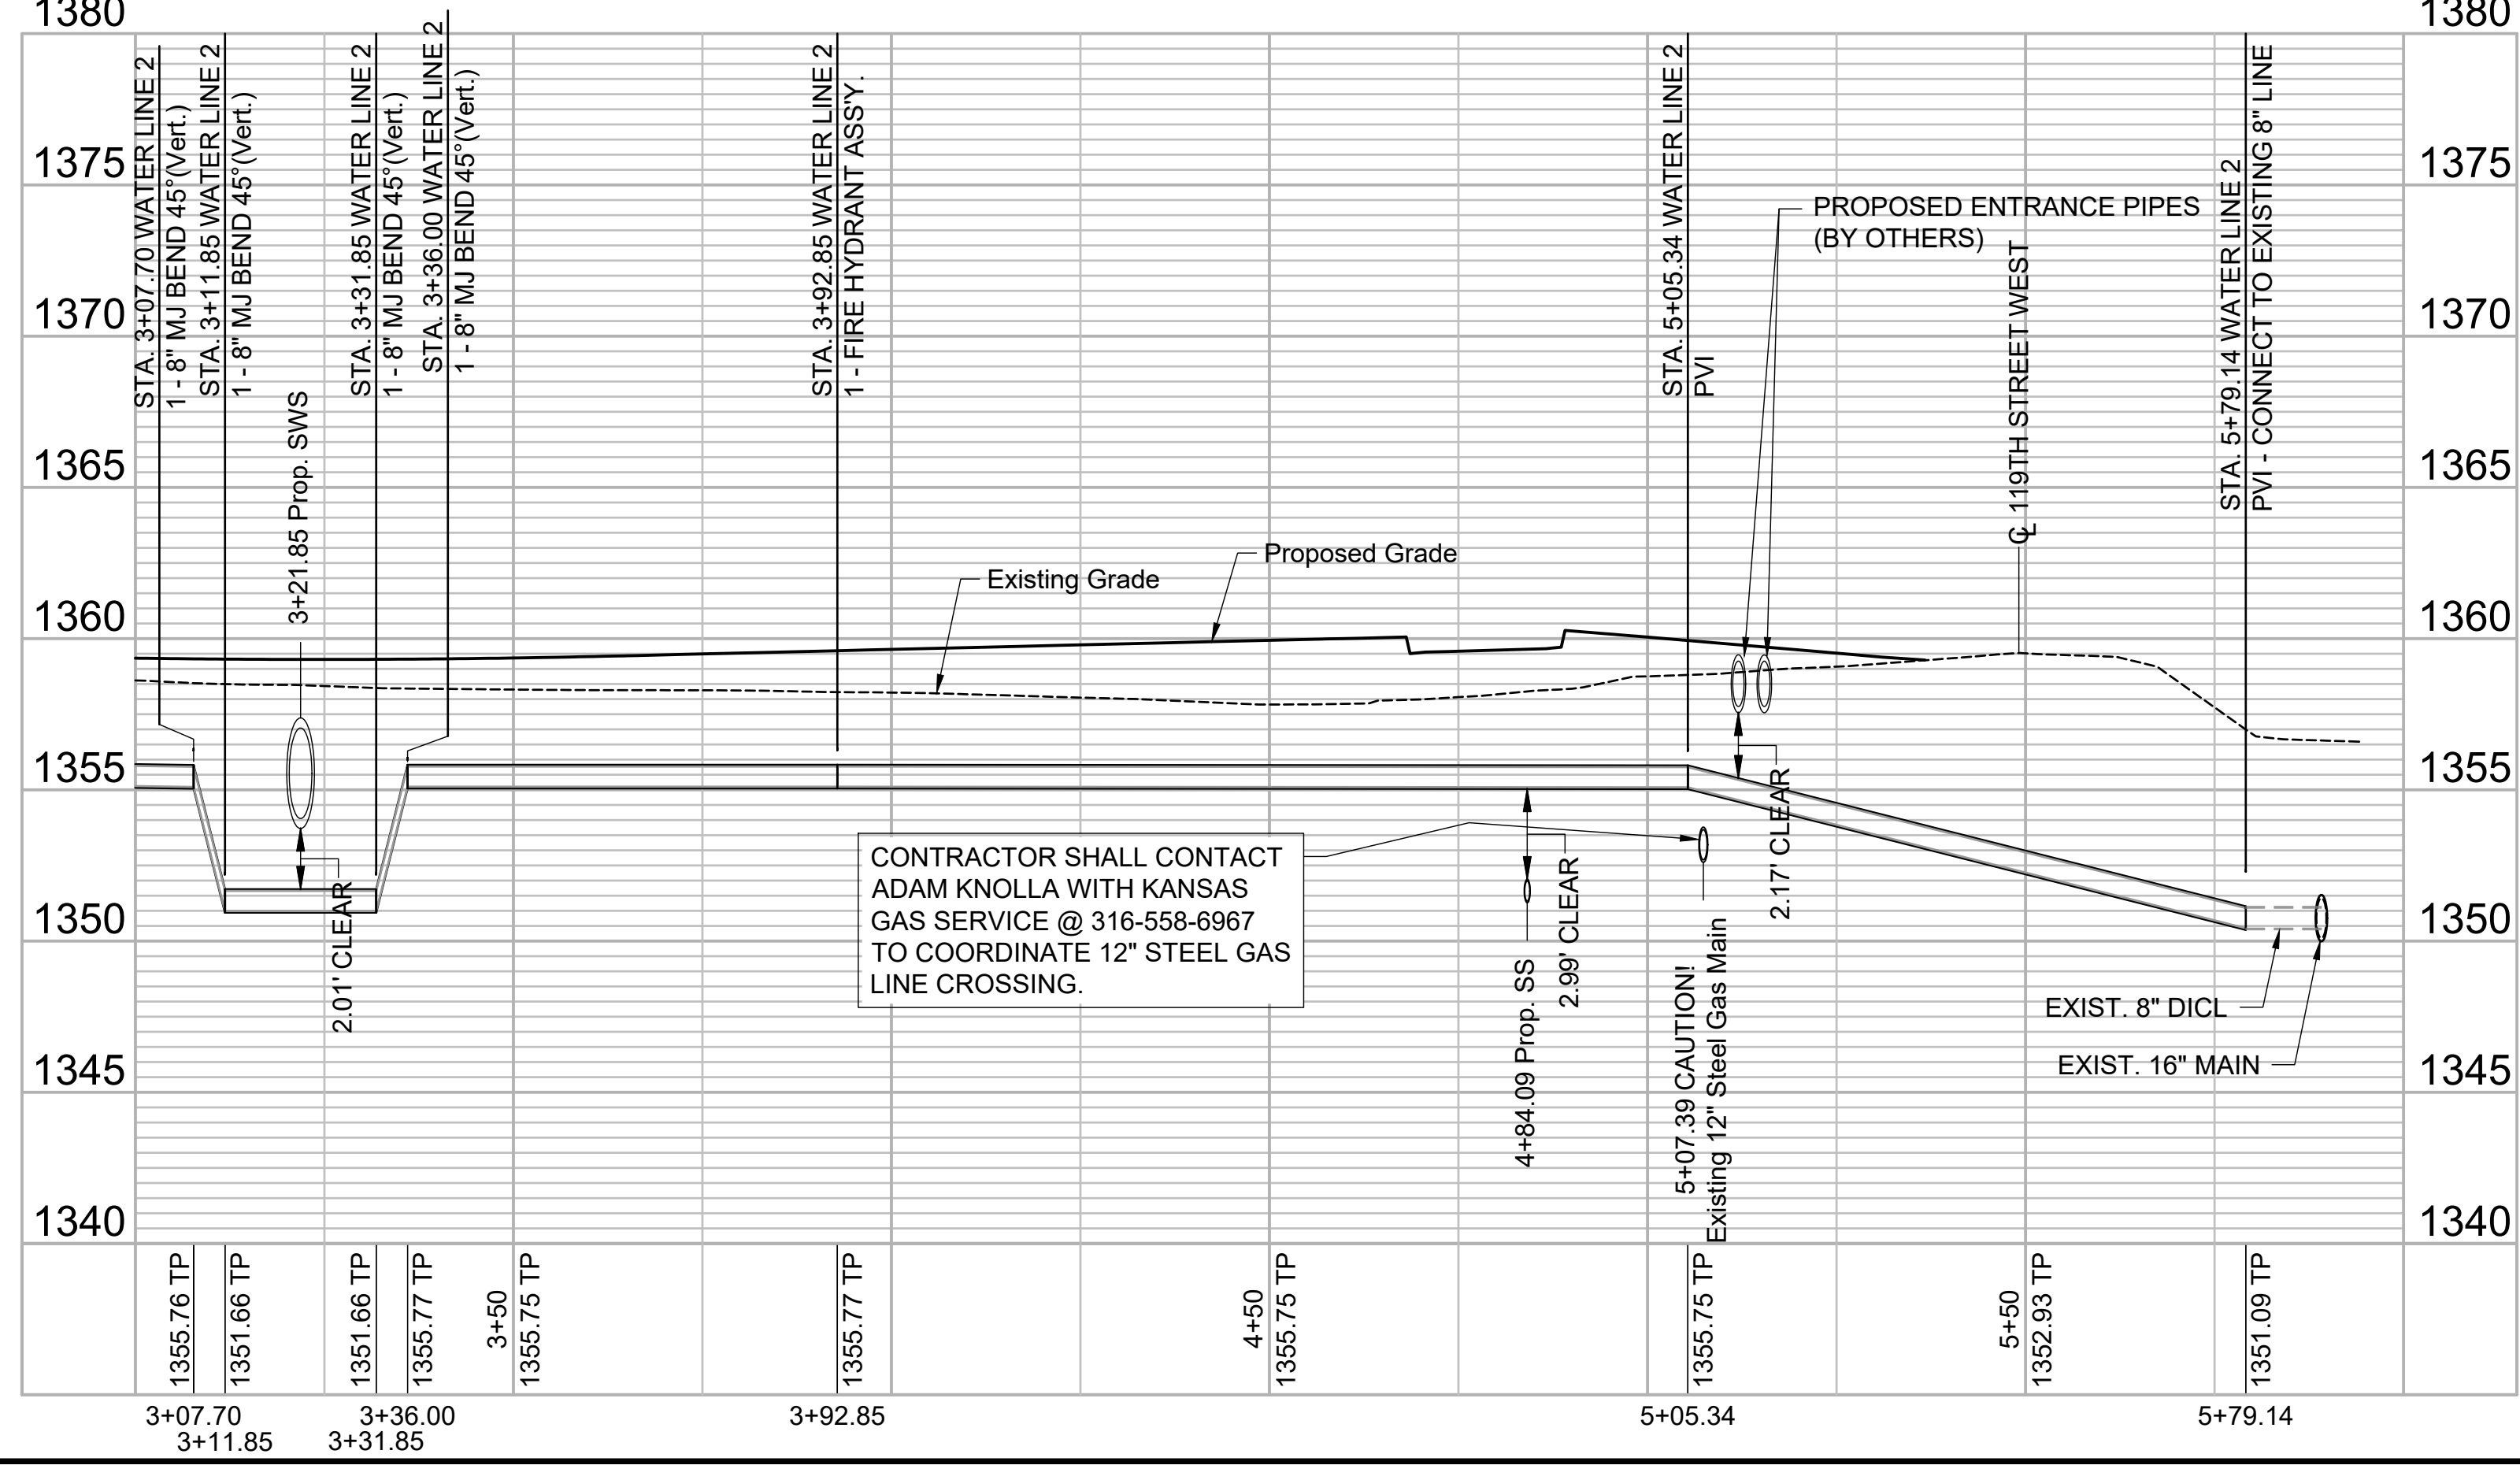 1380
1380
1375
1375
1370
1370
1365
1365
1360
1360
1355
1355
1350
1350
1345
1345
1340
1340
STA. 3+07.70 WATER LINE 2
1 - 8" MJ BEND 45°(Vert.)
STA. 3+11.85 WATER LINE 2
1 - 8" MJ BEND 45°(Vert.)
3+21.85 Prop. SWS
STA. 3+31.85 WATER LINE 2
1 - 8" MJ BEND 45°(Vert.)
STA. 3+36.00 WATER LINE 2
1 - 8" MJ BEND 45°(Vert.)
STA. 3+92.85 WATER LINE 2
1 - FIRE HYDRANT ASS'Y.
STA. 5+05.34 WATER LINE 2
PVI
PROPOSED ENTRANCE PIPES
(BY OTHERS)
℄ 119TH STREET WEST
STA. 5+79.14 WATER LINE 2
PVI - CONNECT TO EXISTING 8" LINE
Existing Grade
Proposed Grade
2.01' CLEAR
CONTRACTOR SHALL CONTACT
ADAM KNOLLA WITH KANSAS
GAS SERVICE @ 316-558-6967
TO COORDINATE 12" STEEL GAS
LINE CROSSING.
4+84.09 Prop. SS
2.99' CLEAR
5+07.39 CAUTION!
Existing 12" Steel Gas Main
2.17' CLEAR
EXIST. 8" DICL
EXIST. 16" MAIN
1355.76 TP
1351.66 TP
1351.66 TP
1355.77 TP
3+50
1355.75 TP
1355.77 TP
4+50
1355.75 TP
1355.75 TP
5+50
1352.93 TP
1351.09 TP
3+07.70
3+11.85
3+36.00
3+31.85
3+92.85
5+05.34
5+79.14